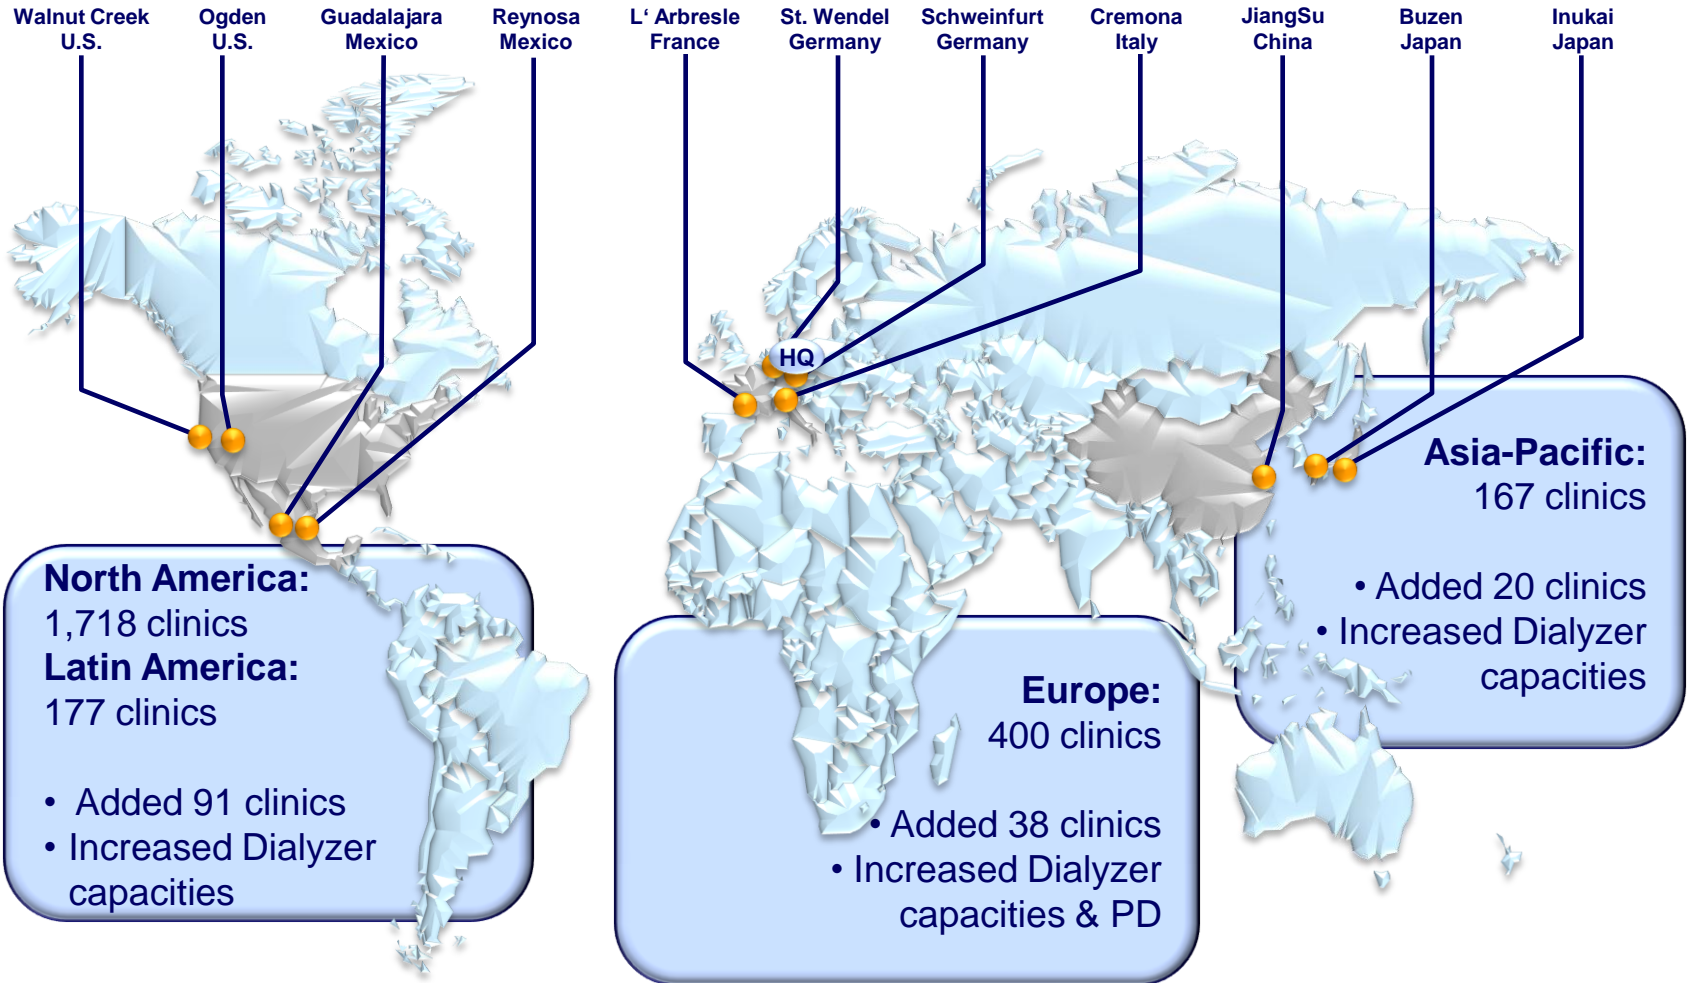 Walnut Creek
U.S.
Ogden
U.S.
Guadalajara
Mexico
Reynosa
Mexico
L‘ Arbresle
France
St. Wendel
Germany
Schweinfurt
Germany
Cremona
Italy
JiangSu
China
Buzen
Japan
Inukai
Japan
HQ
North America:
1,718 clinics
Latin America:
177 clinics
• Added 91 clinics
• Increased Dialyzer
capacities
Europe:
400 clinics
• Added 38 clinics
• Increased Dialyzer
capacities & PD
Asia-Pacific:
167 clinics
• Added 20 clinics
• Increased Dialyzer
capacities